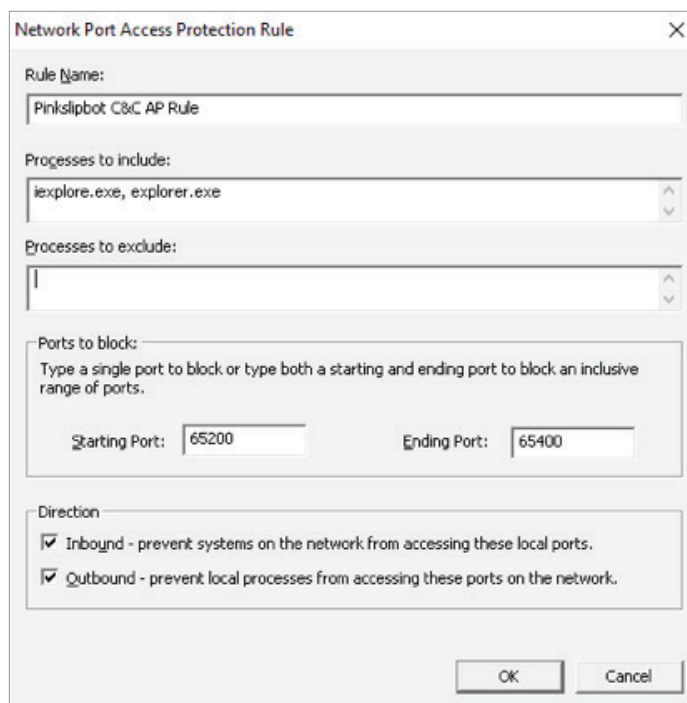 Network Port Access Protection Rule
Rule Name:
Pinkslipbot C&C AP Rule
Processes to include:
iexplore.exe, explorer.exe
Processes to exclude:
Ports to block:
Type a single port to block or type both a starting and ending port to block an inclusive
range of ports.
Starting Port: 65200 Ending Port: 65400
Direction
Inbound - prevent systems on the network from accessing these local ports.
Outbound - prevent local processes from accessing these ports on the network.
OK Cancel